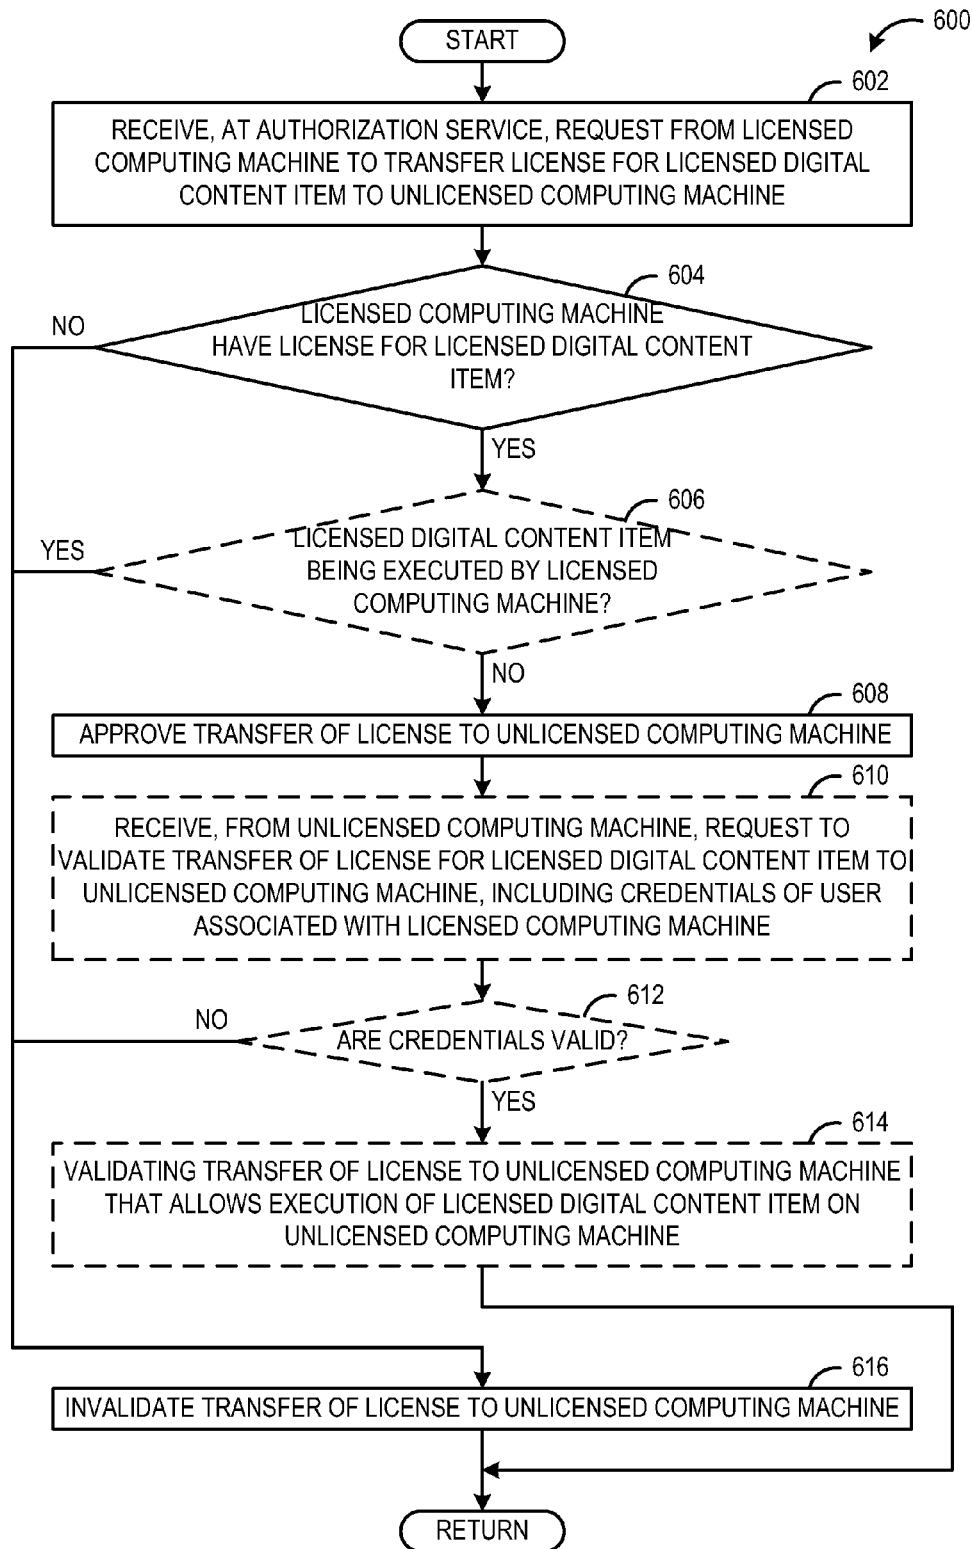 START
600
602
RECEIVE, AT AUTHORIZATION SERVICE, REQUEST FROM LICENSED
COMPUTING MACHINE TO TRANSFER LICENSE FOR LICENSED DIGITAL
CONTENT ITEM TO UNLICENSED COMPUTING MACHINE
604
LICENSED COMPUTING MACHINE
HAVE LICENSE FOR LICENSED DIGITAL CONTENT
ITEM?
NO
YES
606
LICENSED DIGITAL CONTENT ITEM
BEING EXECUTED BY LICENSED
COMPUTING MACHINE?
YES
NO
608
APPROVE TRANSFER OF LICENSE TO UNLICENSED COMPUTING MACHINE
610
RECEIVE, FROM UNLICENSED COMPUTING MACHINE, REQUEST TO
VALIDATE TRANSFER OF LICENSE FOR LICENSED DIGITAL CONTENT ITEM TO
UNLICENSED COMPUTING MACHINE, INCLUDING CREDENTIALS OF USER
ASSOCIATED WITH LICENSED COMPUTING MACHINE
612
NO
ARE CREDENTIALS VALID?
YES
614
VALIDATING TRANSFER OF LICENSE TO UNLICENSED COMPUTING MACHINE
THAT ALLOWS EXECUTION OF LICENSED DIGITAL CONTENT ITEM ON
UNLICENSED COMPUTING MACHINE
616
INVALIDATE TRANSFER OF LICENSE TO UNLICENSED COMPUTING MACHINE
RETURN